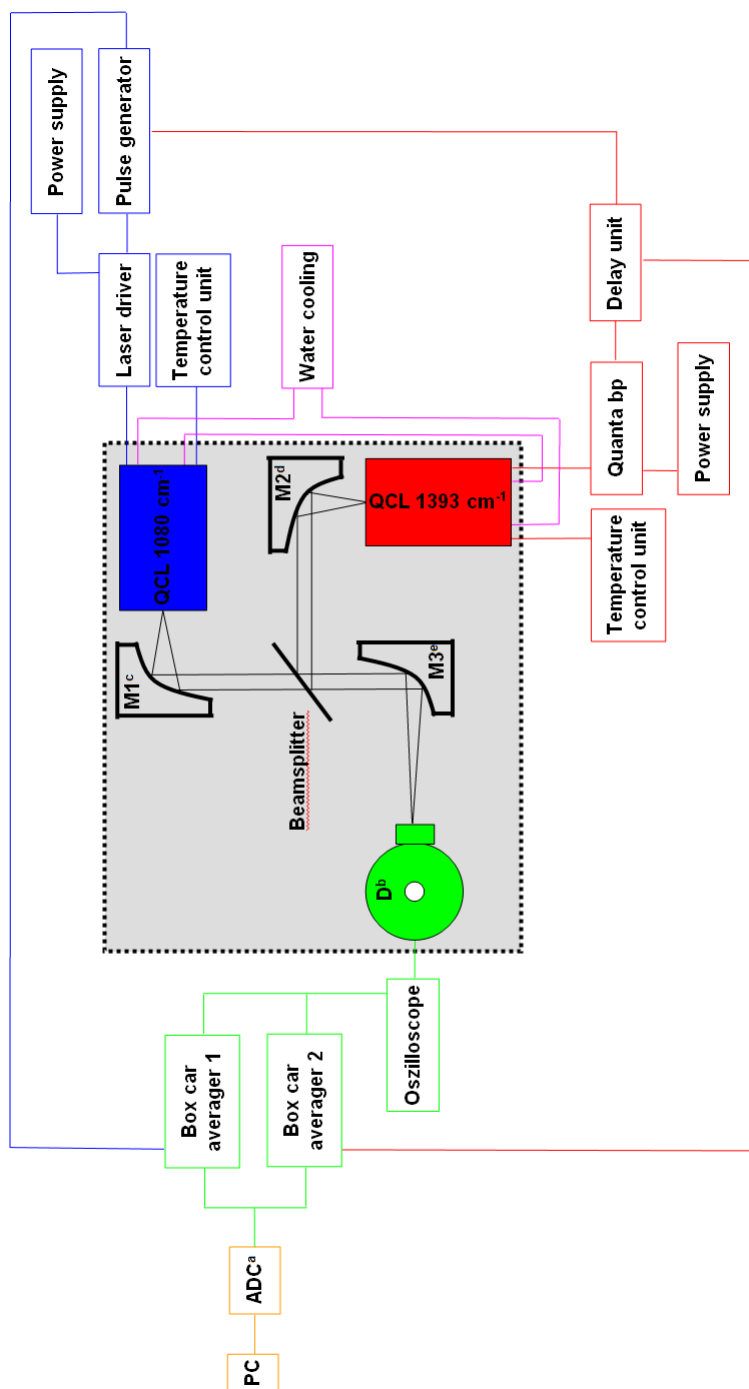 Power supply
Pulse generator
Laser driver
Temperature
control unit
Water cooling
Delay unit
Quanta bp
Power supply
Temperature
control unit
QCL 1080 cm⁻¹
M2ᵈ
QCL 1393 cm⁻¹
M1ᶜ
Beamsplitter
M3ᵉ
Dᵇ
Oszilloscope
Box car
averager 1
Box car
averager 2
ADCᵃ
PC